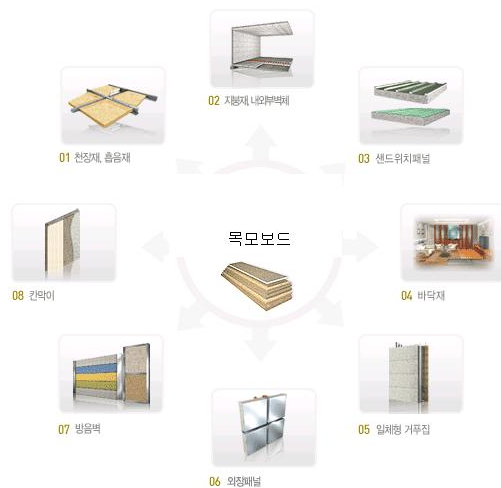 02 지붕재, 내외부벽체
01 천장재, 흡음재
03 샌드위치패널
목모보드
08 칸막이
04 바닥재
07 방음벽
05 일체형 거푸집
06 외장패널